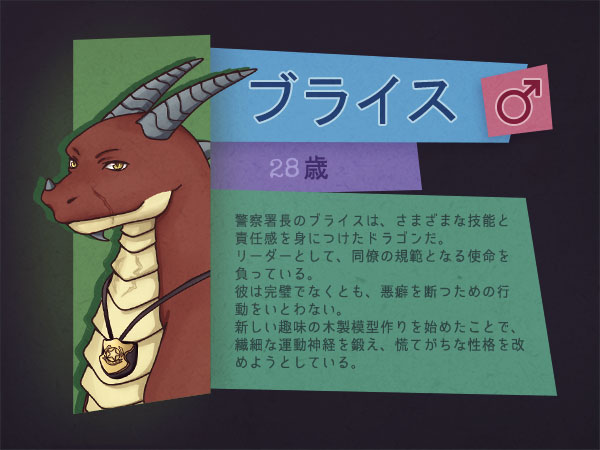 ブライス
♂
28歳
警察署長のブライスは、さまざまな技能と
責任感を身につけたドラゴンだ。
リーダーとして、同僚の規範となる使命を
負っている。
彼は完璧でなくとも、悪癖を断つための行
動をいとわない。
新しい趣味の木製模型作りを始めたことで、
繊細な運動神経を鍛え、慌てがちな性格を改
めようとしている。